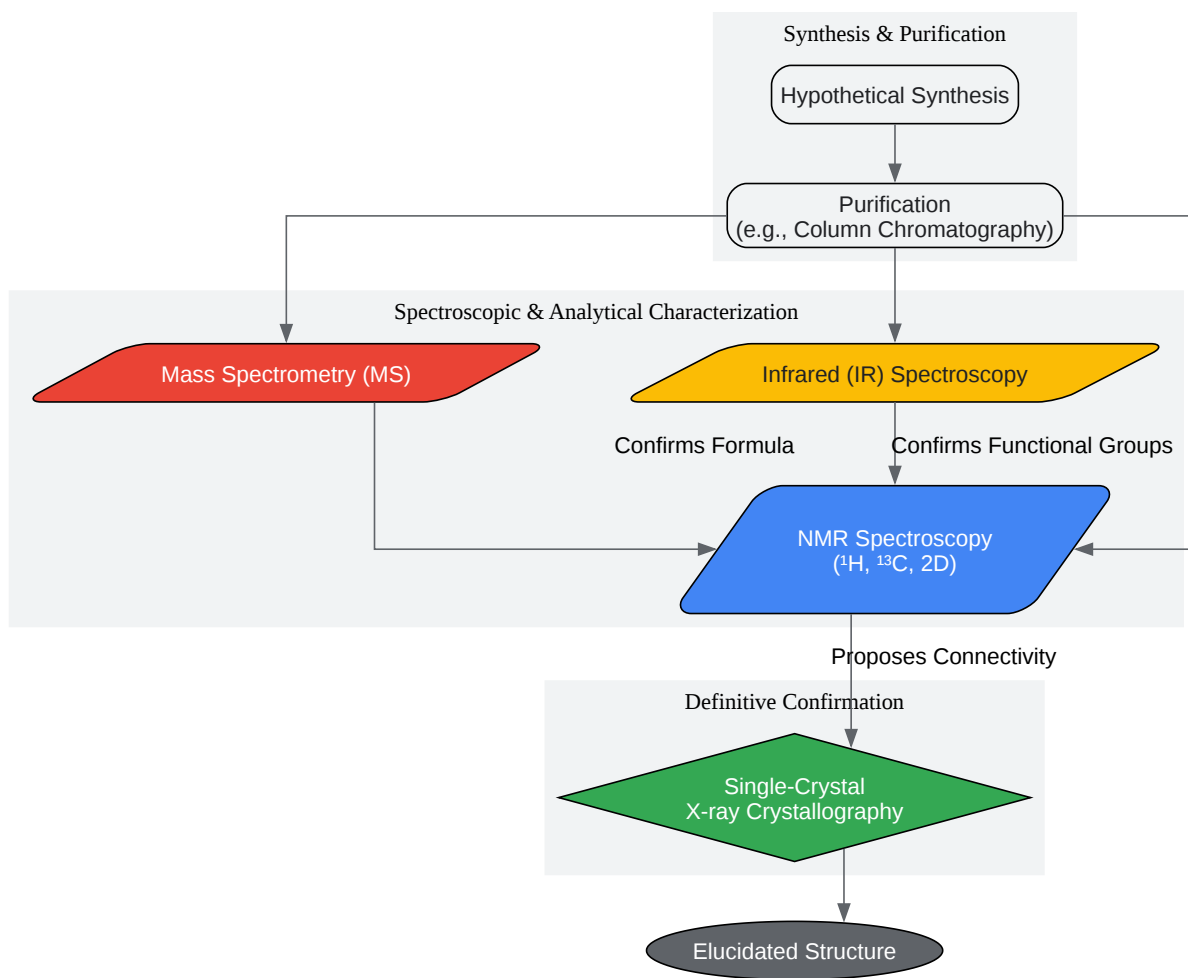 Synthesis & Purification
Hypothetical Synthesis
Purification
(e.g., Column Chromatography)
Spectroscopic & Analytical Characterization
Mass Spectrometry (MS)
Infrared (IR) Spectroscopy
Confirms Formula
Confirms Functional Groups
NMR Spectroscopy
(¹H, ¹³C, 2D)
Proposes Connectivity
Definitive Confirmation
Single-Crystal
X-ray Crystallography
Elucidated Structure